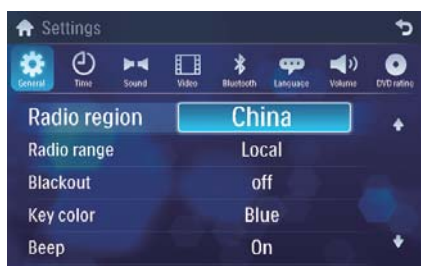 Settings
General Time Sound Video Bluetooth Language Volume DVD rating
Radio region China
Radio range Local
Blackout off
Key color Blue
Beep On